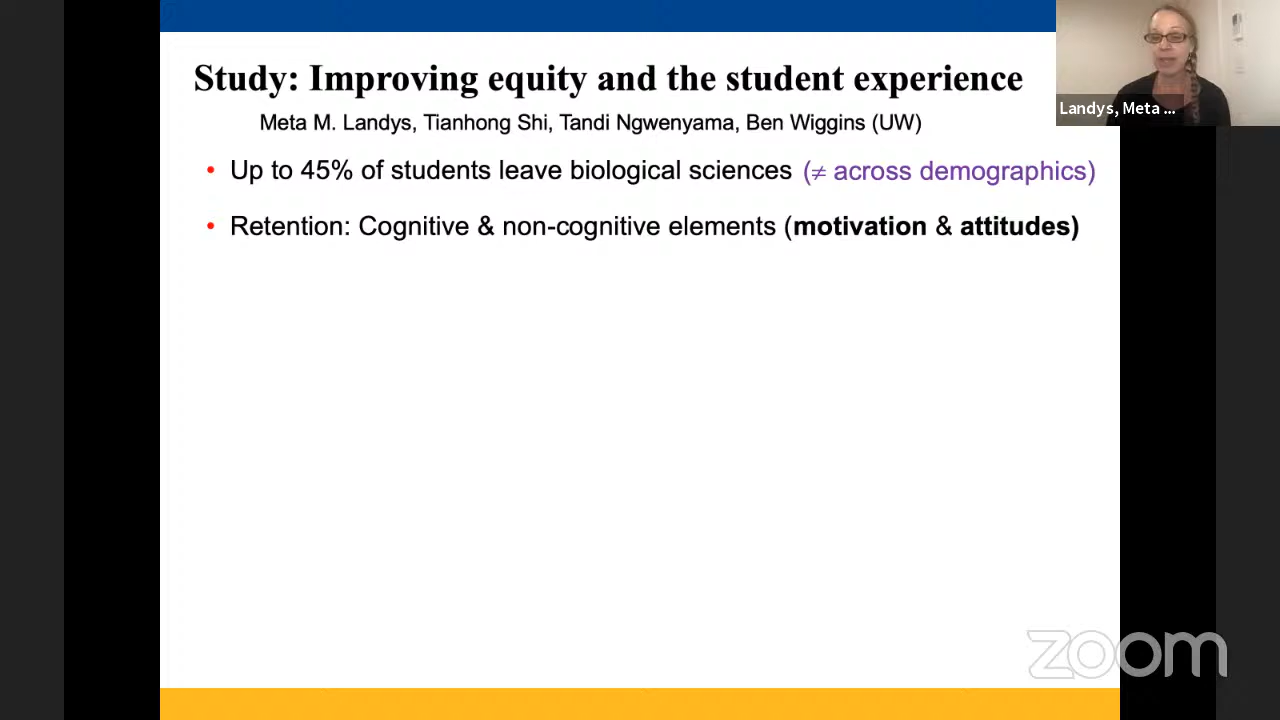 Study: Improving equity and the student experience
Meta M. Landys, Tianhong Shi, Tandi Ngwenyama, Ben Wiggins (UW)
• Up to 45% of students leave biological sciences (≠ across demographics)
• Retention: Cognitive & non-cognitive elements (motivation & attitudes)
Landys, Meta ...
zoom